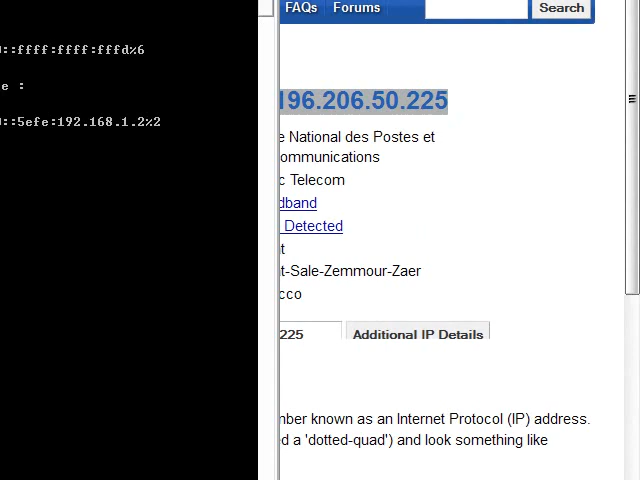 FAQs Forums Search
::ffff:ffff:fffd%6
196.206.50.225
e :
::5efe:192.168.1.2%2
e National des Postes et
ommunications
c Telecom
dband
Detected
t
t-Sale-Zemmour-Zaer
cco
225 Additional IP Details
mber known as an Internet Protocol (IP) address.
ed a 'dotted-quad') and look something like